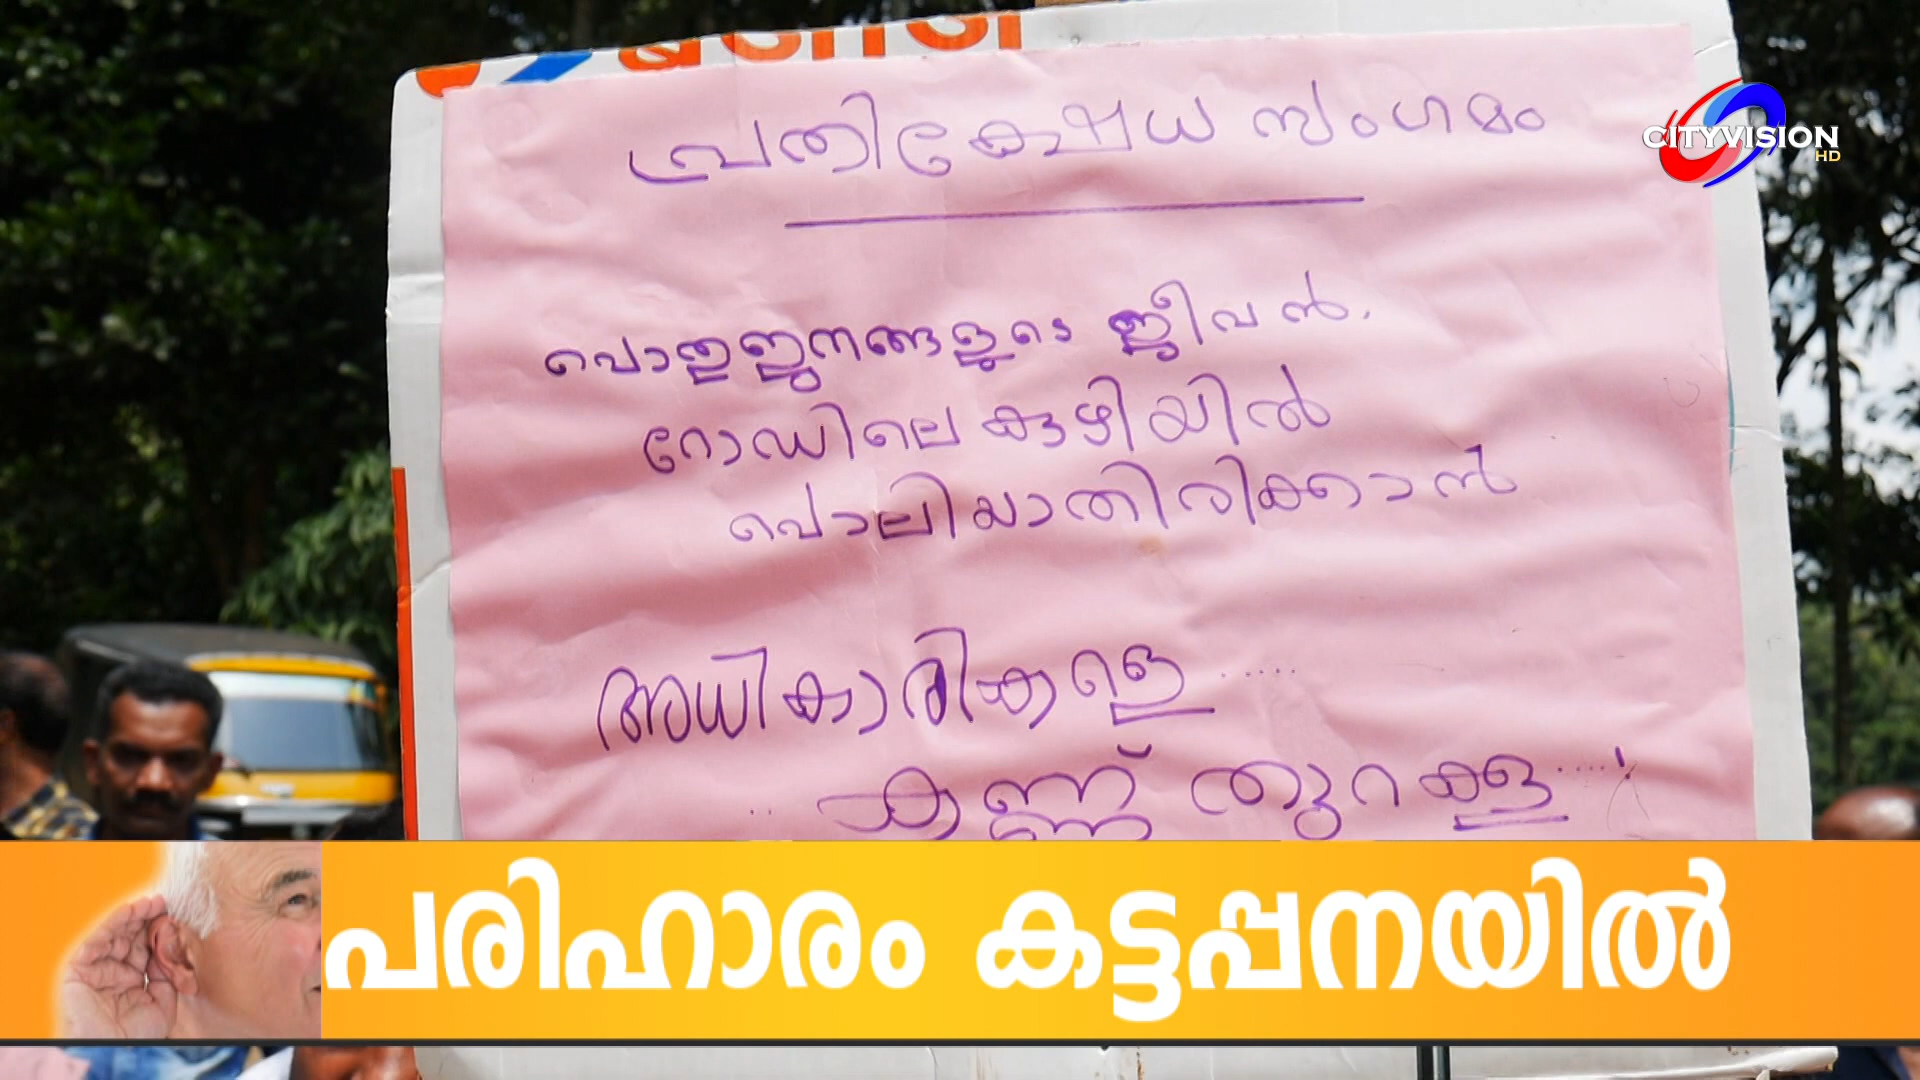 പ്രതിക്ഷേധ സംഗമം
CITYVISION
HD
പൊതുജനങ്ങളുടെ ജീവൻ.
റോഡിലെ കുഴിയിൽ
പൊലിയാതിരിക്കാൻ
അധികാരികളെ ......
കണ്ണ് തുറക്കൂ ....!
പരിഹാരം കട്ടപ്പനയിൽ